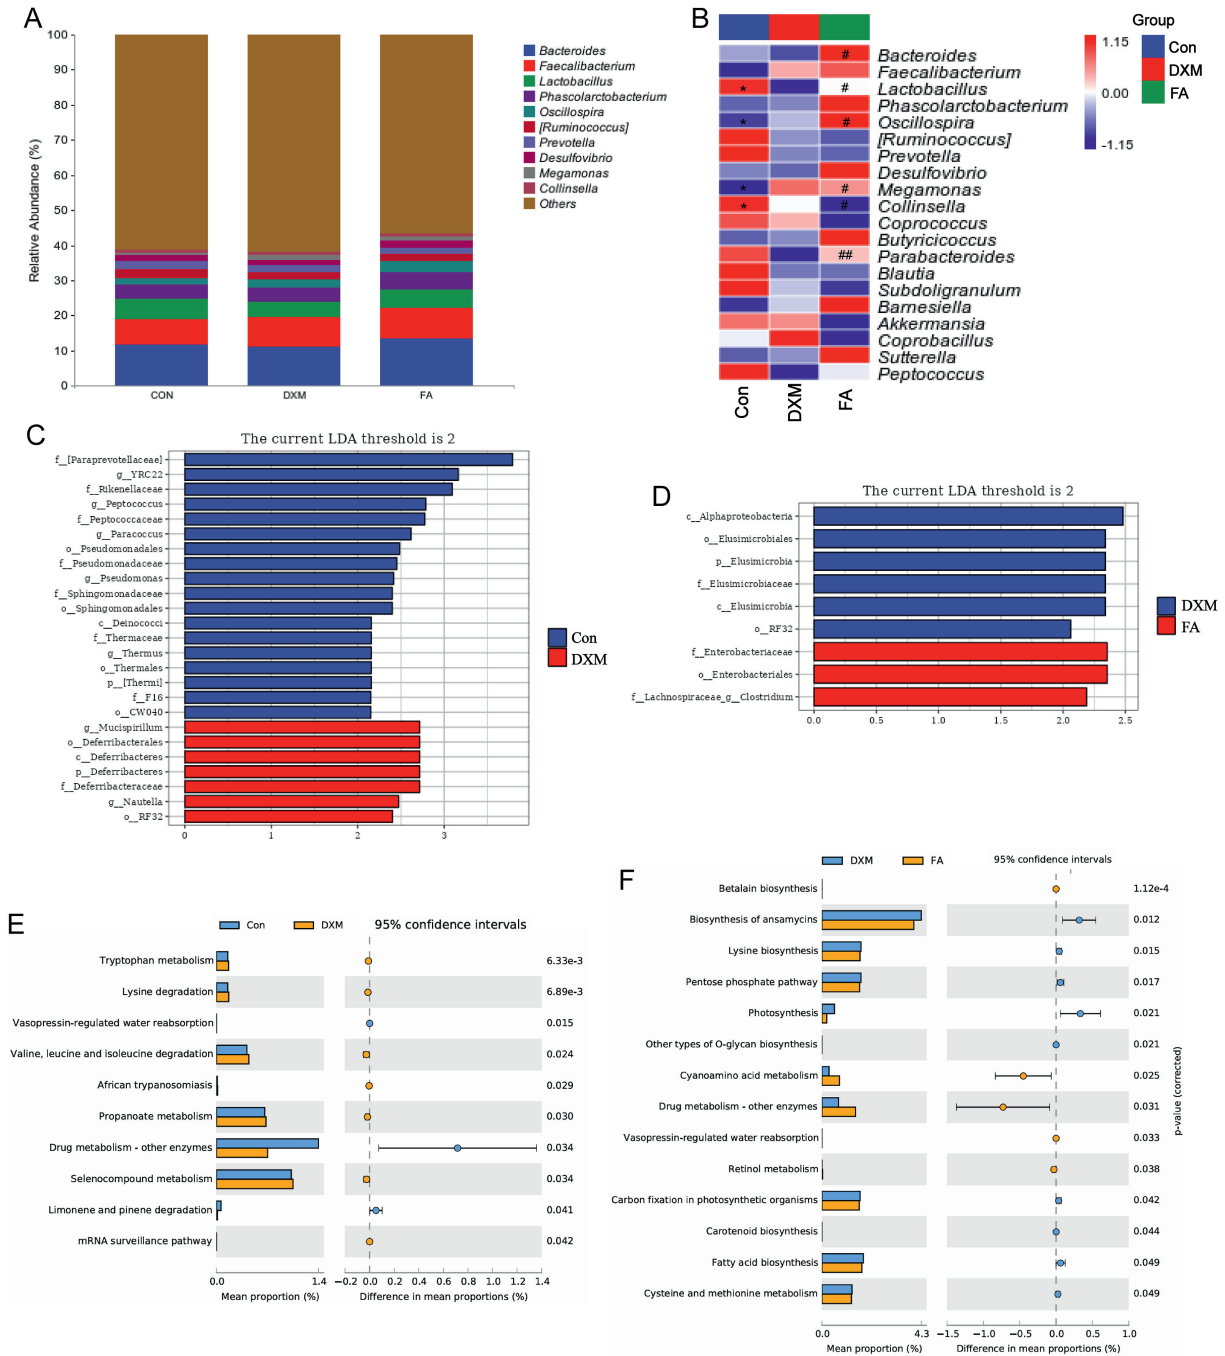 A
100
90
80
70
60
50
40
30
20
10
0
Relative Abundance (%)
CON
DXM
FA
Bacteroides
Faecalibacterium
Lactobacillus
Phascolarctobacterium
Oscillospira
[Ruminococcus]
Prevotella
Desulfovibrio
Megamonas
Collinsella
Others
B
Bacteroides #
Faecalibacterium
Lactobacillus * #
Phascolarctobacterium
Oscillospira * #
[Ruminococcus]
Prevotella
Desulfovibrio
Megamonas * #
Collinsella * #
Coprococcus
Butyricicoccus
Parabacteroides ##
Blautia
Subdoligranulum
Barnesiella
Akkermansia
Coprobacillus
Sutterella
Peptococcus
Con
DXM
FA
1.15
0.00
-1.15
Group
Con
DXM
FA
C
The current LDA threshold is 2
f__[Paraprevotellaceae]
g__YRC22
f__Rikenellaceae
g__Peptococcus
f__Peptococcaceae
g__Paracoccus
o__Pseudomonadales
f__Pseudomonadaceae
g__Pseudomonas
f__Sphingomonadaceae
o__Sphingomonadales
c__Deinococci
f__Thermaceae
g__Thermus
o__Thermales
p__[Thermi]
f__F16
o__CW040
g__Mucispirillum
o__Deferribacterales
c__Deferribacteres
p__Deferribacteres
f__Deferribacteraceae
g__Nautella
o__RF32
0 1 2 3
Con
DXM
D
The current LDA threshold is 2
c__Alphaproteobacteria
o__Elusimicrobiales
p__Elusimicrobia
f__Elusimicrobiaceae
c__Elusimicrobia
o__RF32
f__Enterobacteriaceae
o__Enterobacteriales
f__Lachnospiraceae_g__Clostridium
0.0 0.5 1.0 1.5 2.0 2.5
DXM
FA
E
Con DXM 95% confidence intervals
Tryptophan metabolism 6.33e-3
Lysine degradation 6.89e-3
Vasopressin-regulated water reabsorption 0.015
Valine, leucine and isoleucine degradation 0.024
African trypanosomiasis 0.029
Propanoate metabolism 0.030
Drug metabolism - other enzymes 0.034
Selenocompound metabolism 0.034
Limonene and pinene degradation 0.041
mRNA surveillance pathway 0.042
0.0 1.4 −0.2 0.0 0.2 0.4 0.6 0.8 1.0 1.2 1.4
Mean proportion (%) Difference in mean proportions (%)
F
DXM FA 95% confidence intervals
Betalain biosynthesis 1.12e-4
Biosynthesis of ansamycins 0.012
Lysine biosynthesis 0.015
Pentose phosphate pathway 0.017
Photosynthesis 0.021
Other types of O-glycan biosynthesis 0.021
Cyanoamino acid metabolism 0.025
Drug metabolism - other enzymes 0.031
Vasopressin-regulated water reabsorption 0.033
Retinol metabolism 0.038
Carbon fixation in photosynthetic organisms 0.042
Carotenoid biosynthesis 0.044
Fatty acid biosynthesis 0.049
Cysteine and methionine metabolism 0.049
p-value (corrected)
0.0 4.3 −1.5 −1.0 −0.5 0.0 0.5 1.0
Mean proportion (%) Difference in mean proportions (%)